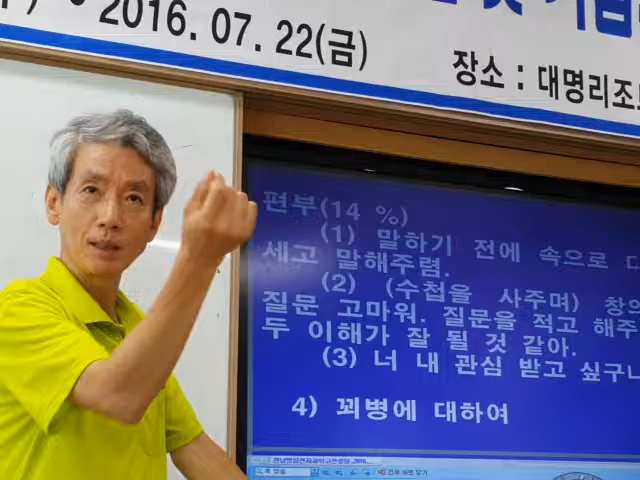 2016. 07. 22(금)
장소 : 대명리조
편부(14 %)
(1) 말하기 전에 속으로
세고 말해주렴.
(2) (수첩을 사주며) 창의
질문 고마워. 질문을 적고 해주
두 이해가 잘 될 것 같아.
(3) 너 내 관심 받고 싶구나
4) 꾀병에 대하여